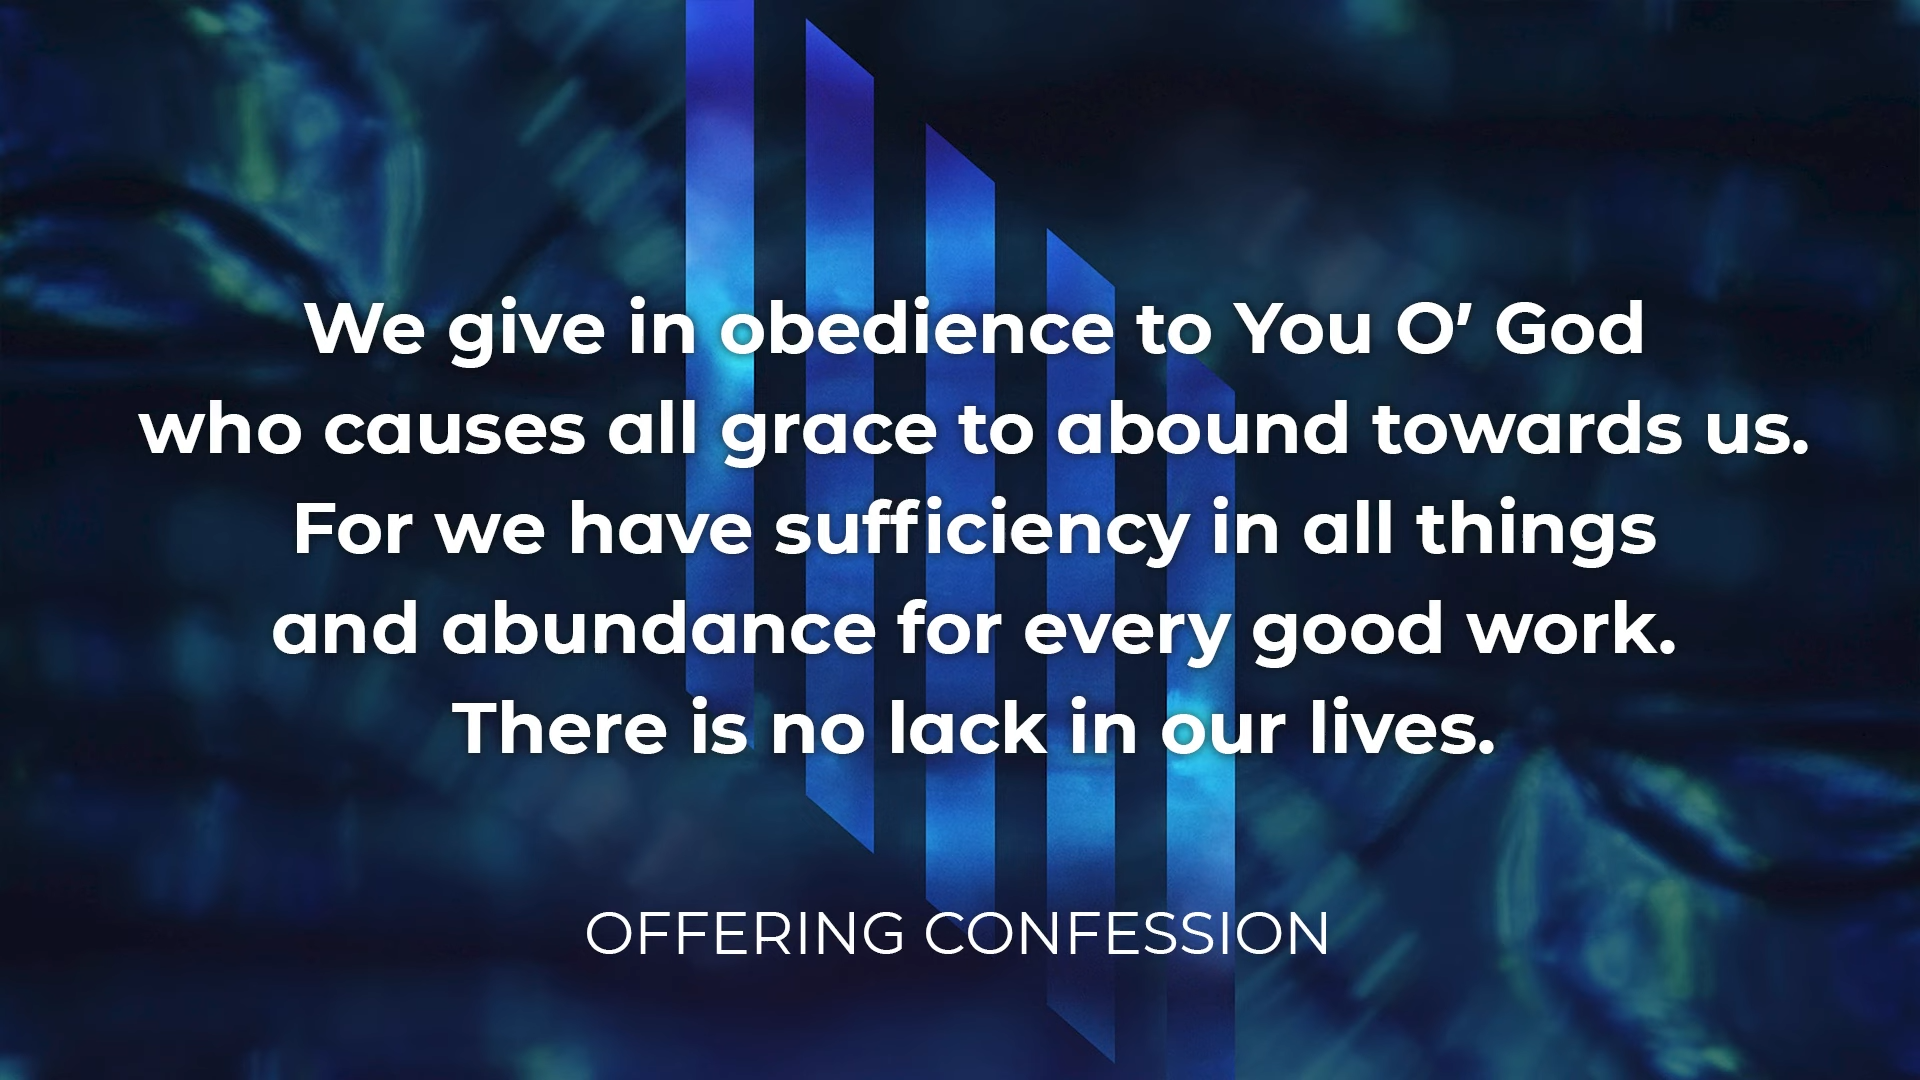 We give in obedience to You O' God
who causes all grace to abound towards us.
For we have sufficiency in all things
and abundance for every good work.
There is no lack in our lives.
OFFERING CONFESSION